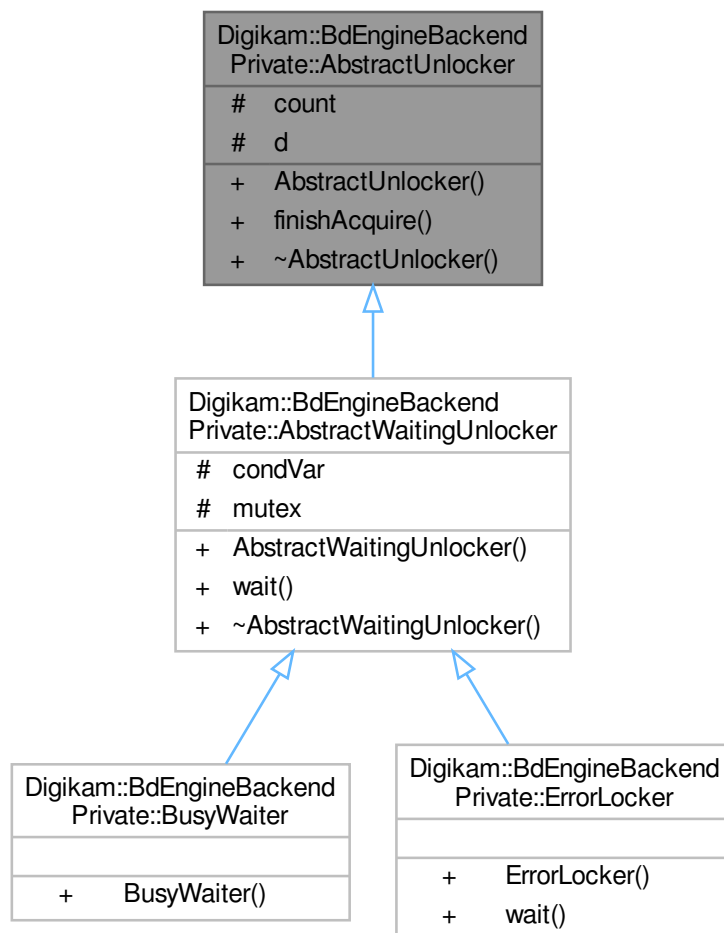 Digikam::BdEngineBackend
Private::AbstractUnlocker
# count
# d
+ AbstractUnlocker()
+ finishAcquire()
+ ~AbstractUnlocker()
Digikam::BdEngineBackend
Private::AbstractWaitingUnlocker
# condVar
# mutex
+ AbstractWaitingUnlocker()
+ wait()
+ ~AbstractWaitingUnlocker()
Digikam::BdEngineBackend
Private::BusyWaiter
+ BusyWaiter()
Digikam::BdEngineBackend
Private::ErrorLocker
+ ErrorLocker()
+ wait()